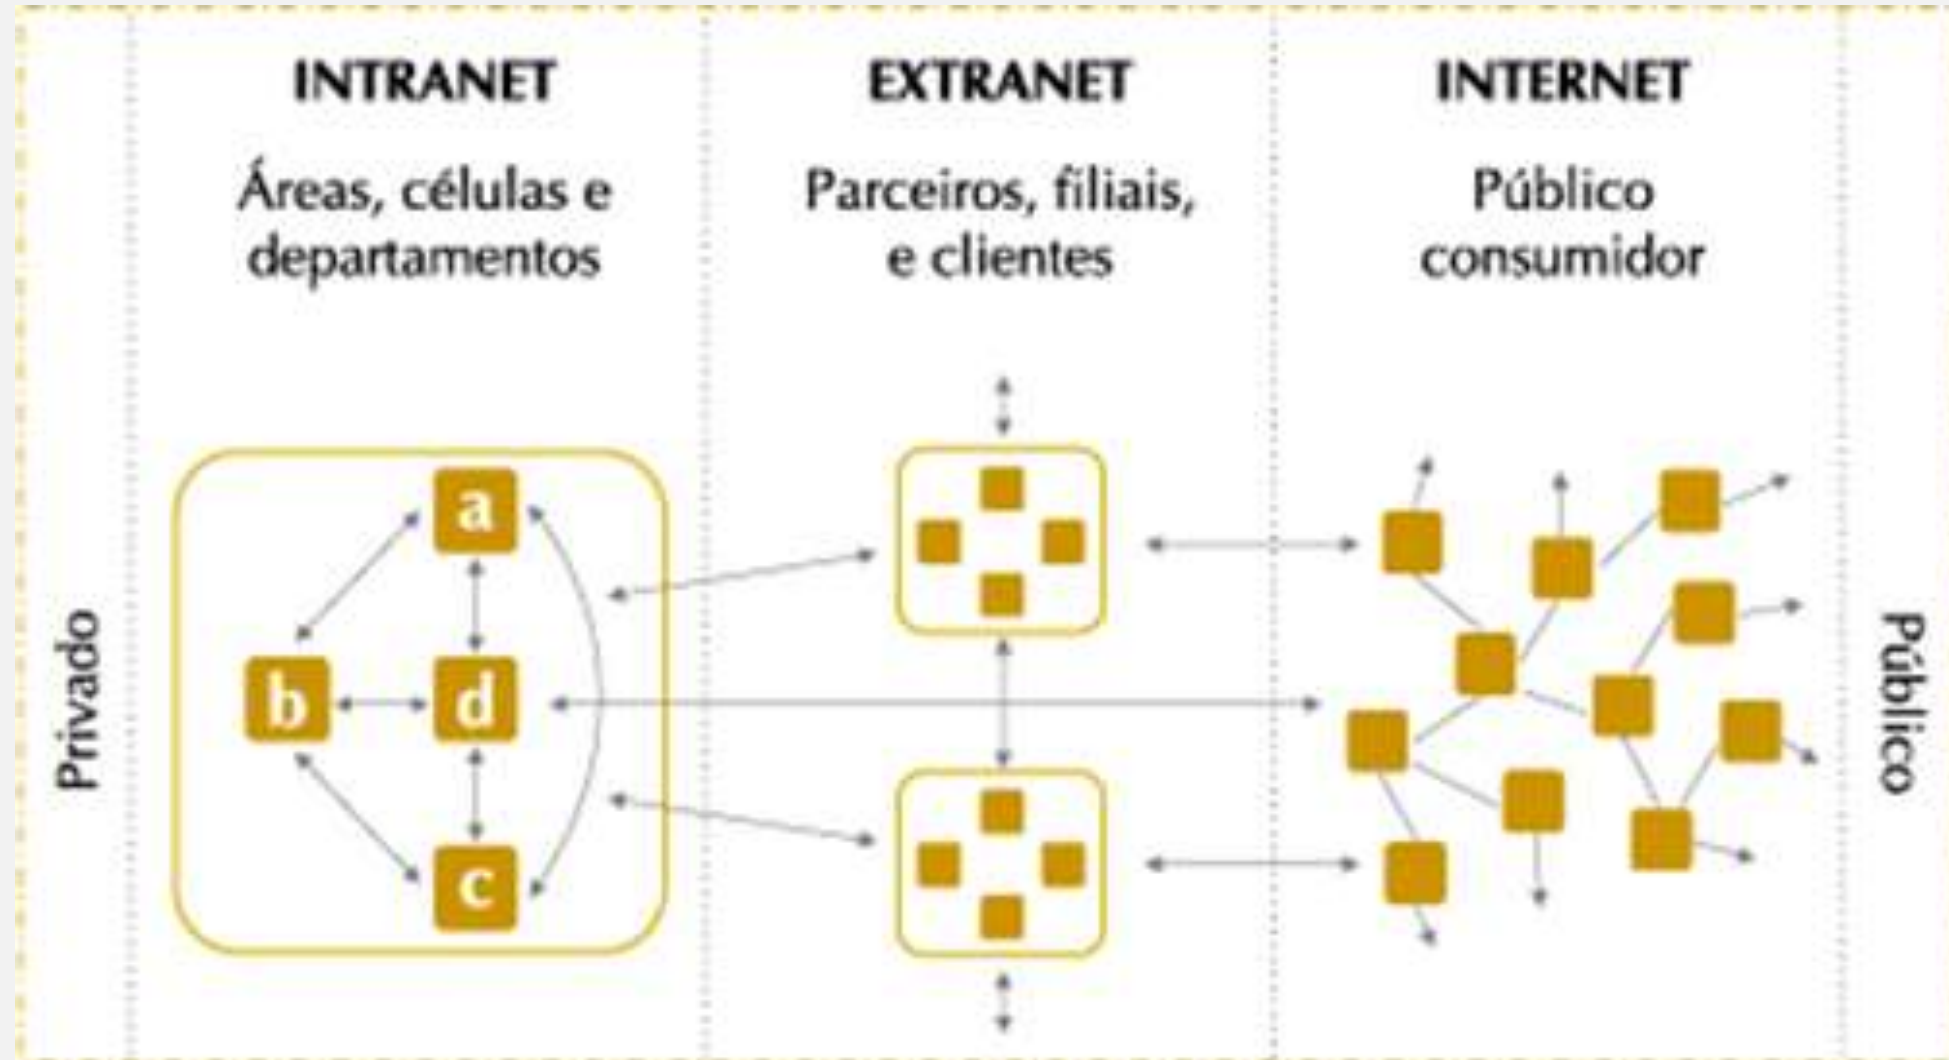 INTRANET
Áreas, células e
departamentos
EXTRANET
Parceiros, filiais,
e clientes
INTERNET
Público
consumidor
Privado
a
b
d
c
Público